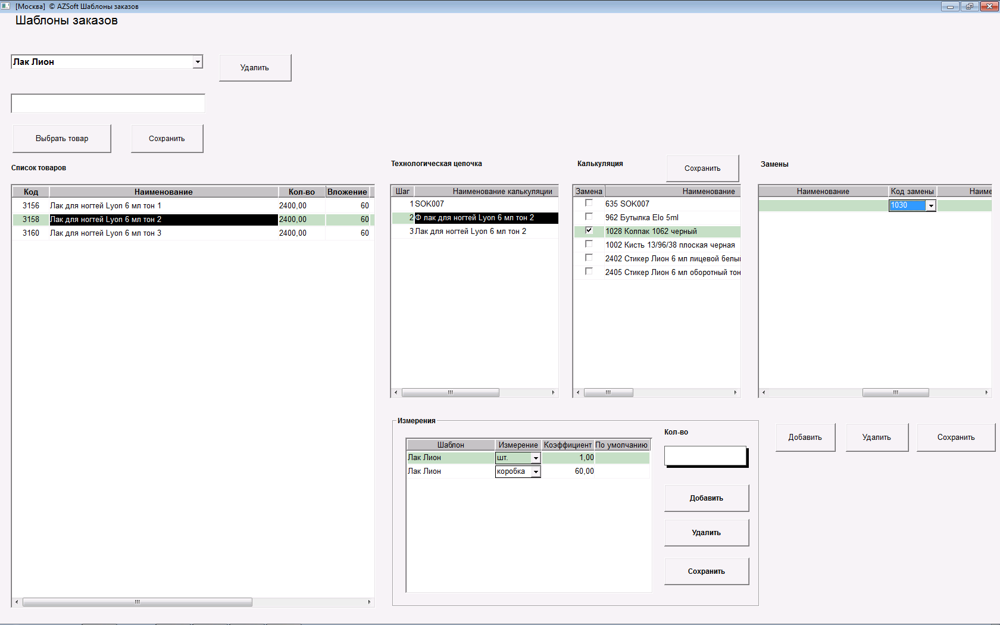 [Москва] © AZSoft Шаблоны заказов
Шаблоны заказов
Лак Лион
Удалить
Выбрать товар
Сохранить
Список товаров
Код Наименование Кол-во Вложение
3156 Лак для ногтей Lyon 6 мл тон 1 2400,00 60
3158 Лак для ногтей Lyon 6 мл тон 2 2400,00 60
3160 Лак для ногтей Lyon 6 мл тон 3 2400,00 60
Технологическая цепочка
Шаг Наименование калькуляции
1 SOK007
2 Ф лак для ногтей Lyon 6 мл тон 2
3 Лак для ногтей Lyon 6 мл тон 2
Калькуляция
Сохранить
Замена Наименование
635 SOK007
962 Бутылка Elo 5ml
1028 Колпак 1062 черный
1002 Кисть 13/96/38 плоская черная
2402 Стикер Лион 6 мл лицевой белы
2405 Стикер Лион 6 мл оборотный тон
Замены
Наименование Код замены Наиме
1030
Добавить
Удалить
Сохранить
Измерения
Шаблон Измерение Коэффициент По умолчанию
Лак Лион шт. 1,00
Лак Лион коробка 60,00
Кол-во
Добавить
Удалить
Сохранить